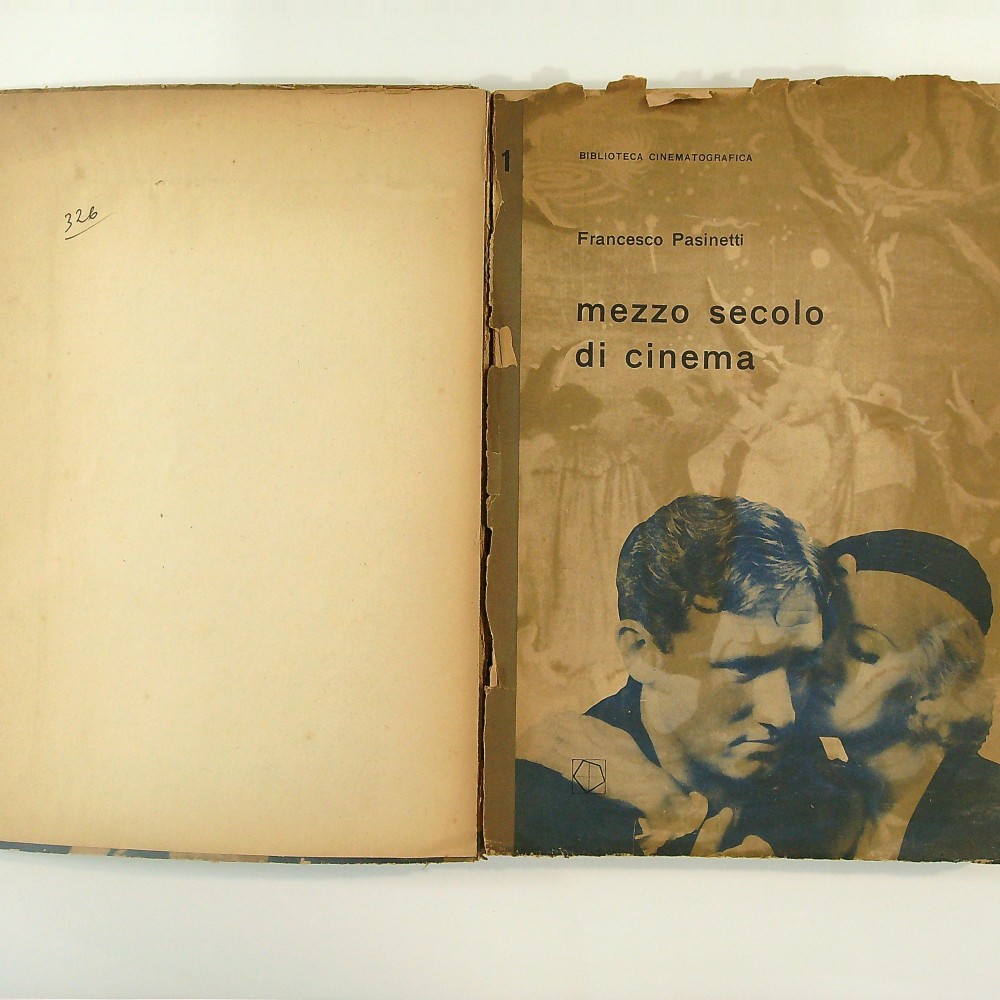 326
1
BIBLIOTECA CINEMATOGRAFICA
Francesco Pasinetti
mezzo secolo
di cinema